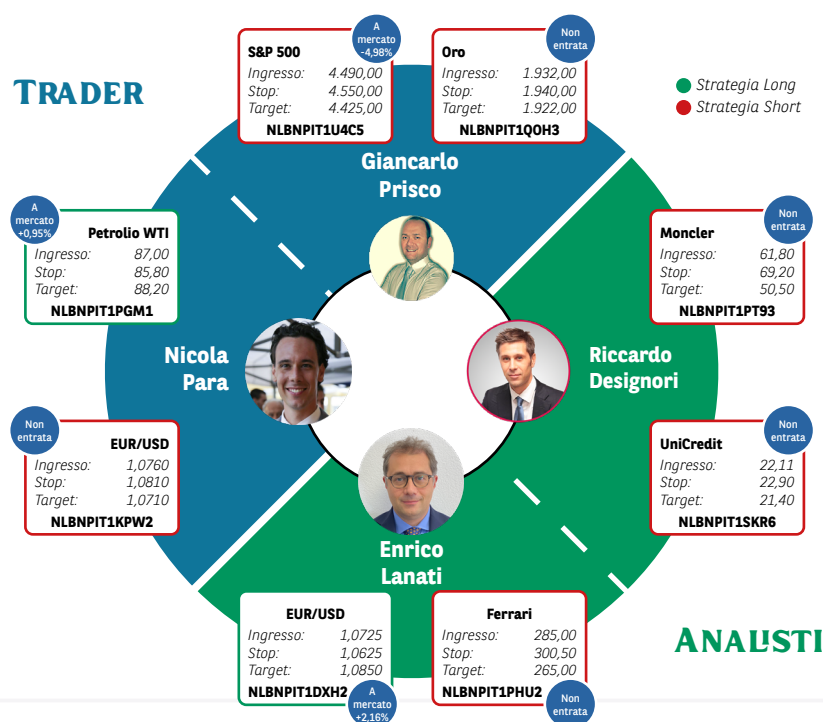 TRADER
A
mercato
-4,98%
S&P 500
Ingresso: 4.490,00
Stop: 4.550,00
Target: 4.425,00
NLBNPIT1U4C5
Non
entrata
Oro
Ingresso: 1.932,00
Stop: 1.940,00
Target: 1.922,00
NLBNPIT1QOH3
Strategia Long
Strategia Short
Giancarlo
Prisco
A
mercato
+0,95%
Petrolio WTI
Ingresso: 87,00
Stop: 85,80
Target: 88,20
NLBNPIT1PGM1
Non
entrata
Moncler
Ingresso: 61,80
Stop: 69,20
Target: 50,50
NLBNPIT1PT93
Nicola
Para
Riccardo
Designori
Non
entrata
EUR/USD
Ingresso: 1,0760
Stop: 1,0810
Target: 1,0710
NLBNPIT1KPW2
Non
entrata
UniCredit
Ingresso: 22,11
Stop: 22,90
Target: 21,40
NLBNPIT1SKR6
Enrico
Lanati
EUR/USD
Ingresso: 1,0725
Stop: 1,0625
Target: 1,0850
NLBNPIT1DXH2
A
mercato
+2,16%
Ferrari
Ingresso: 285,00
Stop: 300,50
Target: 265,00
NLBNPIT1PHU2
Non
entrata
ANALISTI